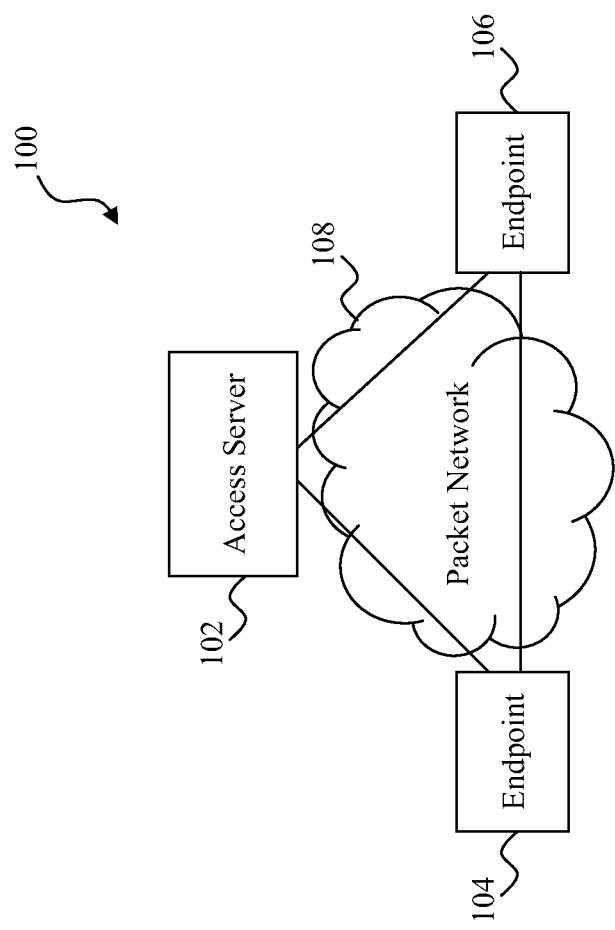 100
Access Server
102
108
Packet Network
Endpoint
104
Endpoint
106